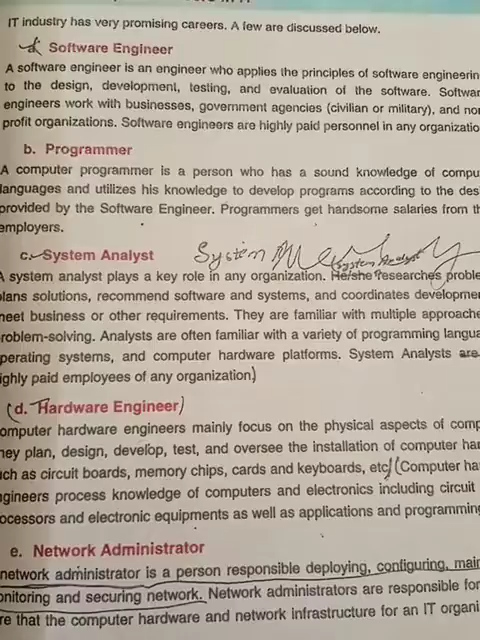 IT industry has very promising careers. A few are discussed below.
Software Engineer
A software engineer is an engineer who applies the principles of software engineerin
to the design, development, testing, and evaluation of the software. Softwar
engineers work with businesses, government agencies (civilian or military), and no
profit organizations. Software engineers are highly paid personnel in any organizatio
b. Programmer
A computer programmer is a person who has a sound knowledge of compu
languages and utilizes his knowledge to develop programs according to the des
provided by the Software Engineer. Programmers get handsome salaries from th
employers.
c. System Analyst System System Analyst
A system analyst plays a key role in any organization. He/she researches proble
plans solutions, recommend software and systems, and coordinates developme
meet business or other requirements. They are familiar with multiple approache
roblem-solving. Analysts are often familiar with a variety of programming langua
perating systems, and computer hardware platforms. System Analysts are
ighly paid employees of any organization)
(d. Hardware Engineer)
omputer hardware engineers mainly focus on the physical aspects of comp
hey plan, design, develop, test, and oversee the installation of computer har
uch as circuit boards, memory chips, cards and keyboards, etc) (Computer ha
ngineers process knowledge of computers and electronics including circuit
ocessors and electronic equipments as well as applications and programming
e. Network Administrator
network administrator is a person responsible deploying, configuring, main
onitoring and securing network. Network administrators are responsible for
re that the computer hardware and network infrastructure for an IT organi